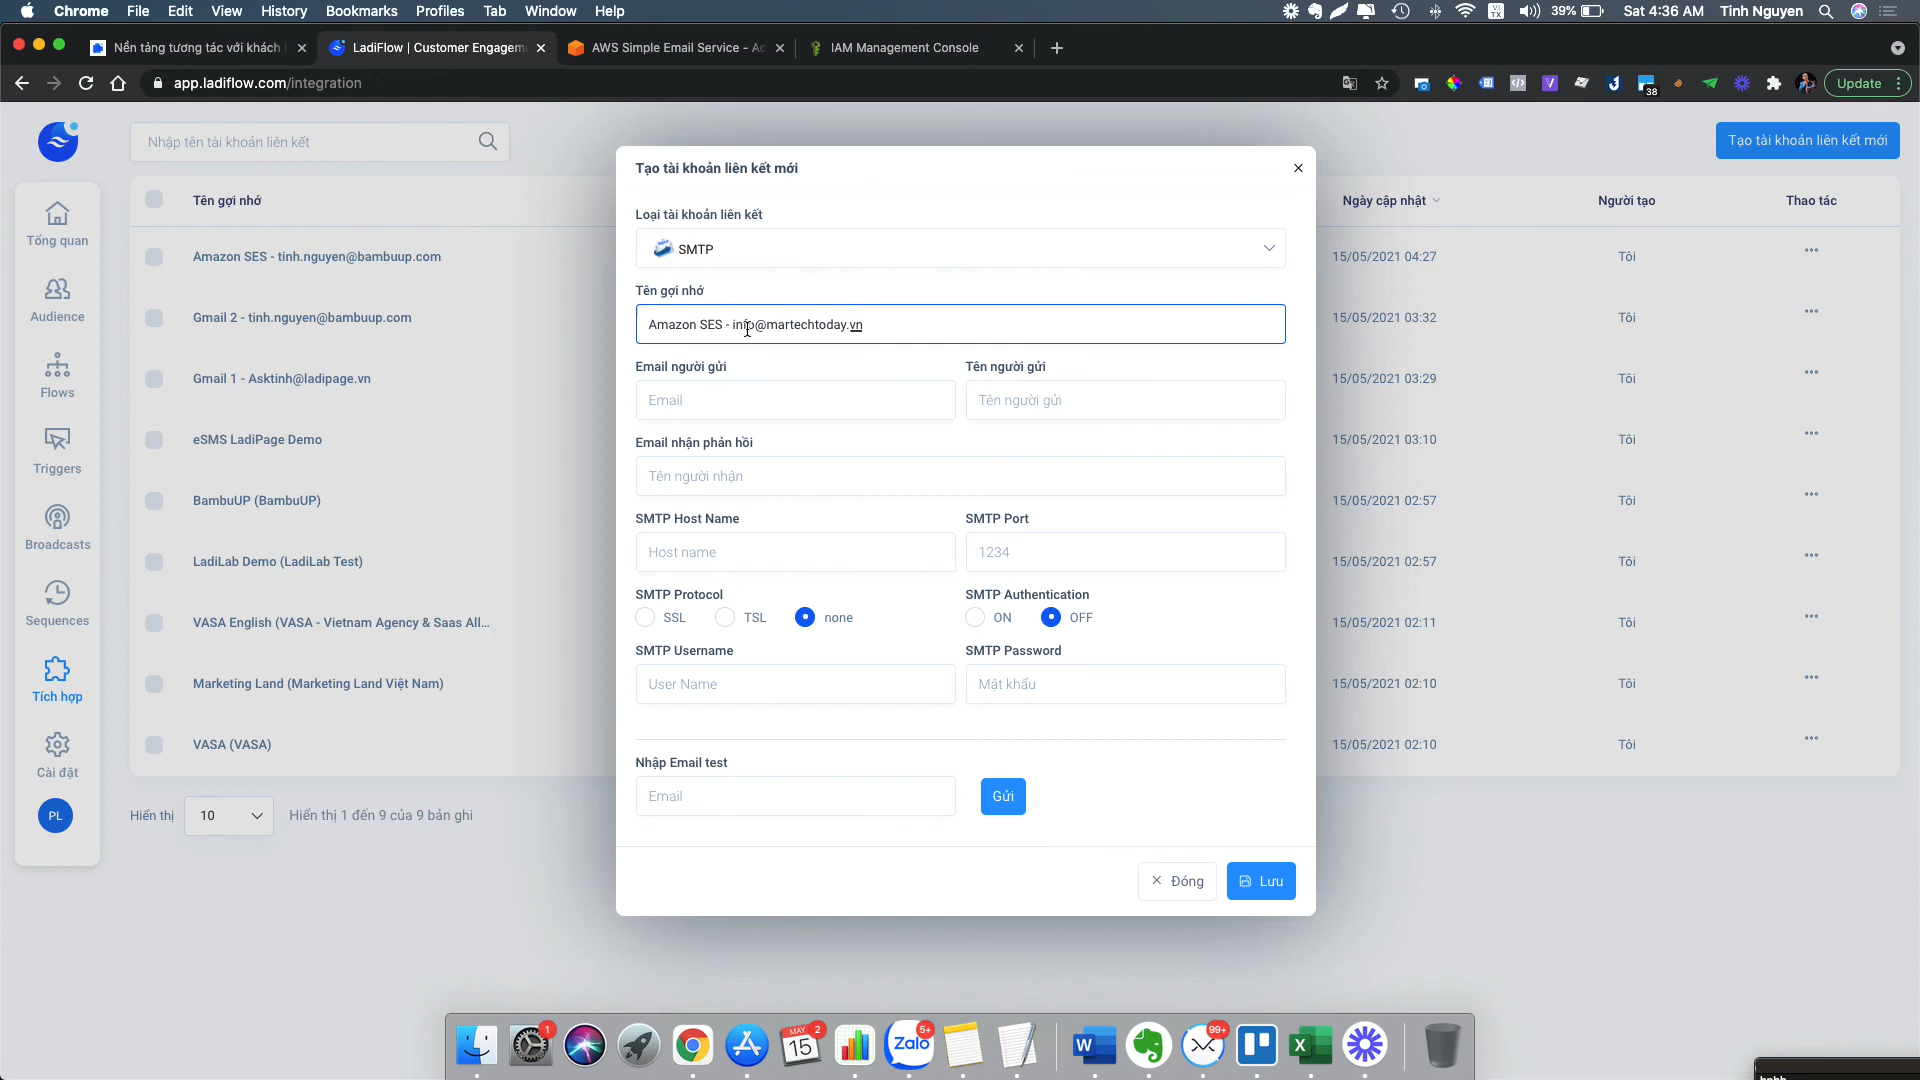 Chrome File Edit View History Bookmarks Profiles Tab Window Help
39% Sat 4:36 AM Tinh Nguyen
Nền tảng tương tác với khách h
LadiFlow | Customer Engagem
AWS Simple Email Service - Ac
IAM Management Console
app.ladiflow.com/integration
38
Update
Nhập tên tài khoản liên kết
Tạo tài khoản liên kết mới
Tổng quan
Audience
Flows
Triggers
Broadcasts
Sequences
Tích hợp
Cài đặt
PL
Tên gợi nhớ
Ngày cập nhật
Người tạo
Thao tác
Amazon SES - tinh.nguyen@bambuup.com
15/05/2021 04:27
Tôi
Gmail 2 - tinh.nguyen@bambuup.com
15/05/2021 03:32
Tôi
Gmail 1 - Asktinh@ladipage.vn
15/05/2021 03:29
Tôi
eSMS LadiPage Demo
15/05/2021 03:10
Tôi
BambuUP (BambuUP)
15/05/2021 02:57
Tôi
LadiLab Demo (LadiLab Test)
15/05/2021 02:57
Tôi
VASA English (VASA - Vietnam Agency & Saas All...
15/05/2021 02:11
Tôi
Marketing Land (Marketing Land Việt Nam)
15/05/2021 02:10
Tôi
VASA (VASA)
15/05/2021 02:10
Tôi
Hiển thị
10
Hiển thị 1 đến 9 của 9 bản ghi
Tạo tài khoản liên kết mới
Loại tài khoản liên kết
SMTP
Tên gợi nhớ
Amazon SES - info@martechtoday.vn
Email người gửi
Tên người gửi
Email
Tên người gửi
Email nhận phản hồi
Tên người nhận
SMTP Host Name
SMTP Port
Host name
1234
SMTP Protocol
SMTP Authentication
SSL
TSL
none
ON
OFF
SMTP Username
SMTP Password
User Name
Mật khẩu
Nhập Email test
Email
Gửi
Đóng
Lưu
1
MAY
15
2
Zalo
5+
W
99+
X